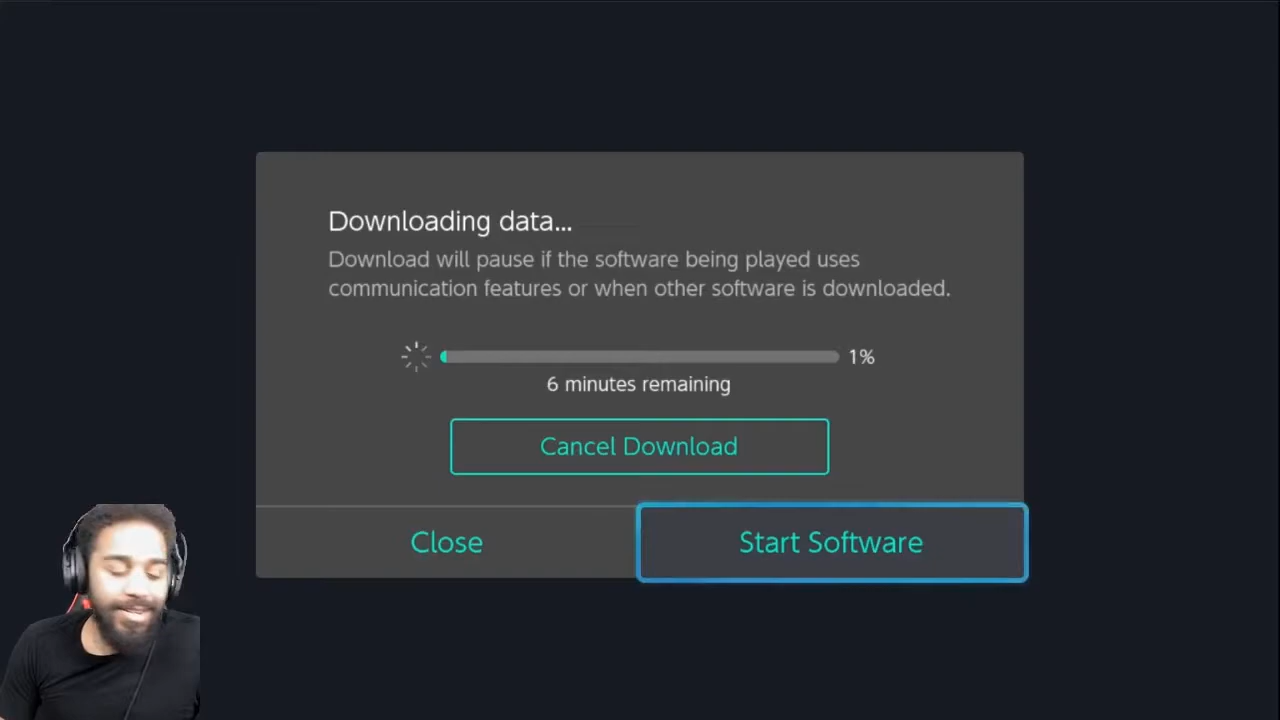 Downloading data...
Download will pause if the software being played uses
communication features or when other software is downloaded.
1%
6 minutes remaining
Cancel Download
Close
Start Software